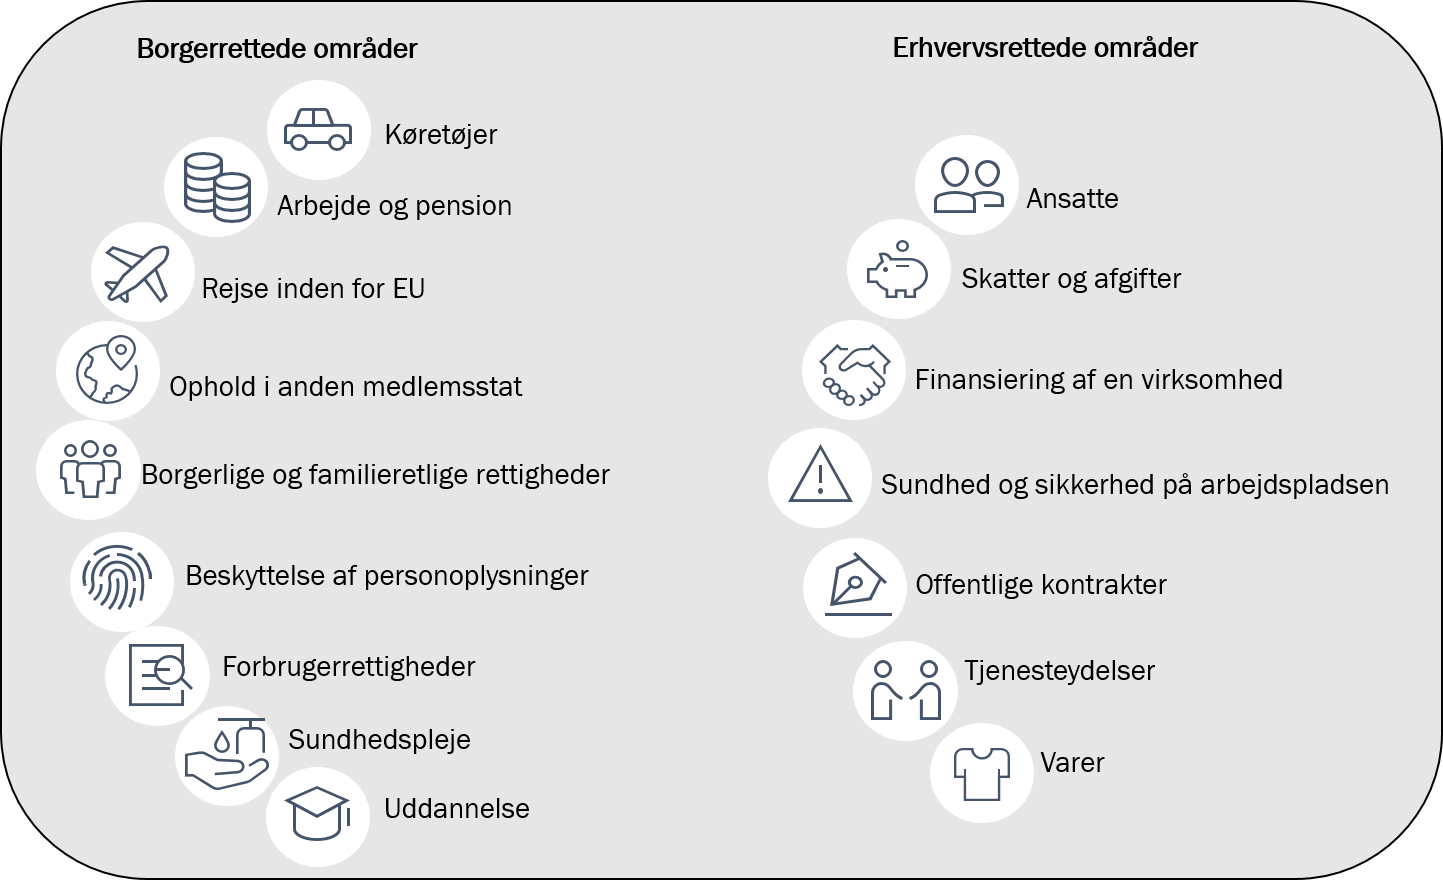 Borgerrettede områder
Køretøjer
Arbejde og pension
Rejse inden for EU
Ophold i anden medlemsstat
Borgerlige og familieretlige rettigheder
Beskyttelse af personoplysninger
Forbrugerrettigheder
Sundhedspleje
Uddannelse
Erhvervsrettede områder
Ansatte
Skatter og afgifter
Finansiering af en virksomhed
Sundhed og sikkerhed på arbejdspladsen
Offentlige kontrakter
Tjenesteydelser
Varer